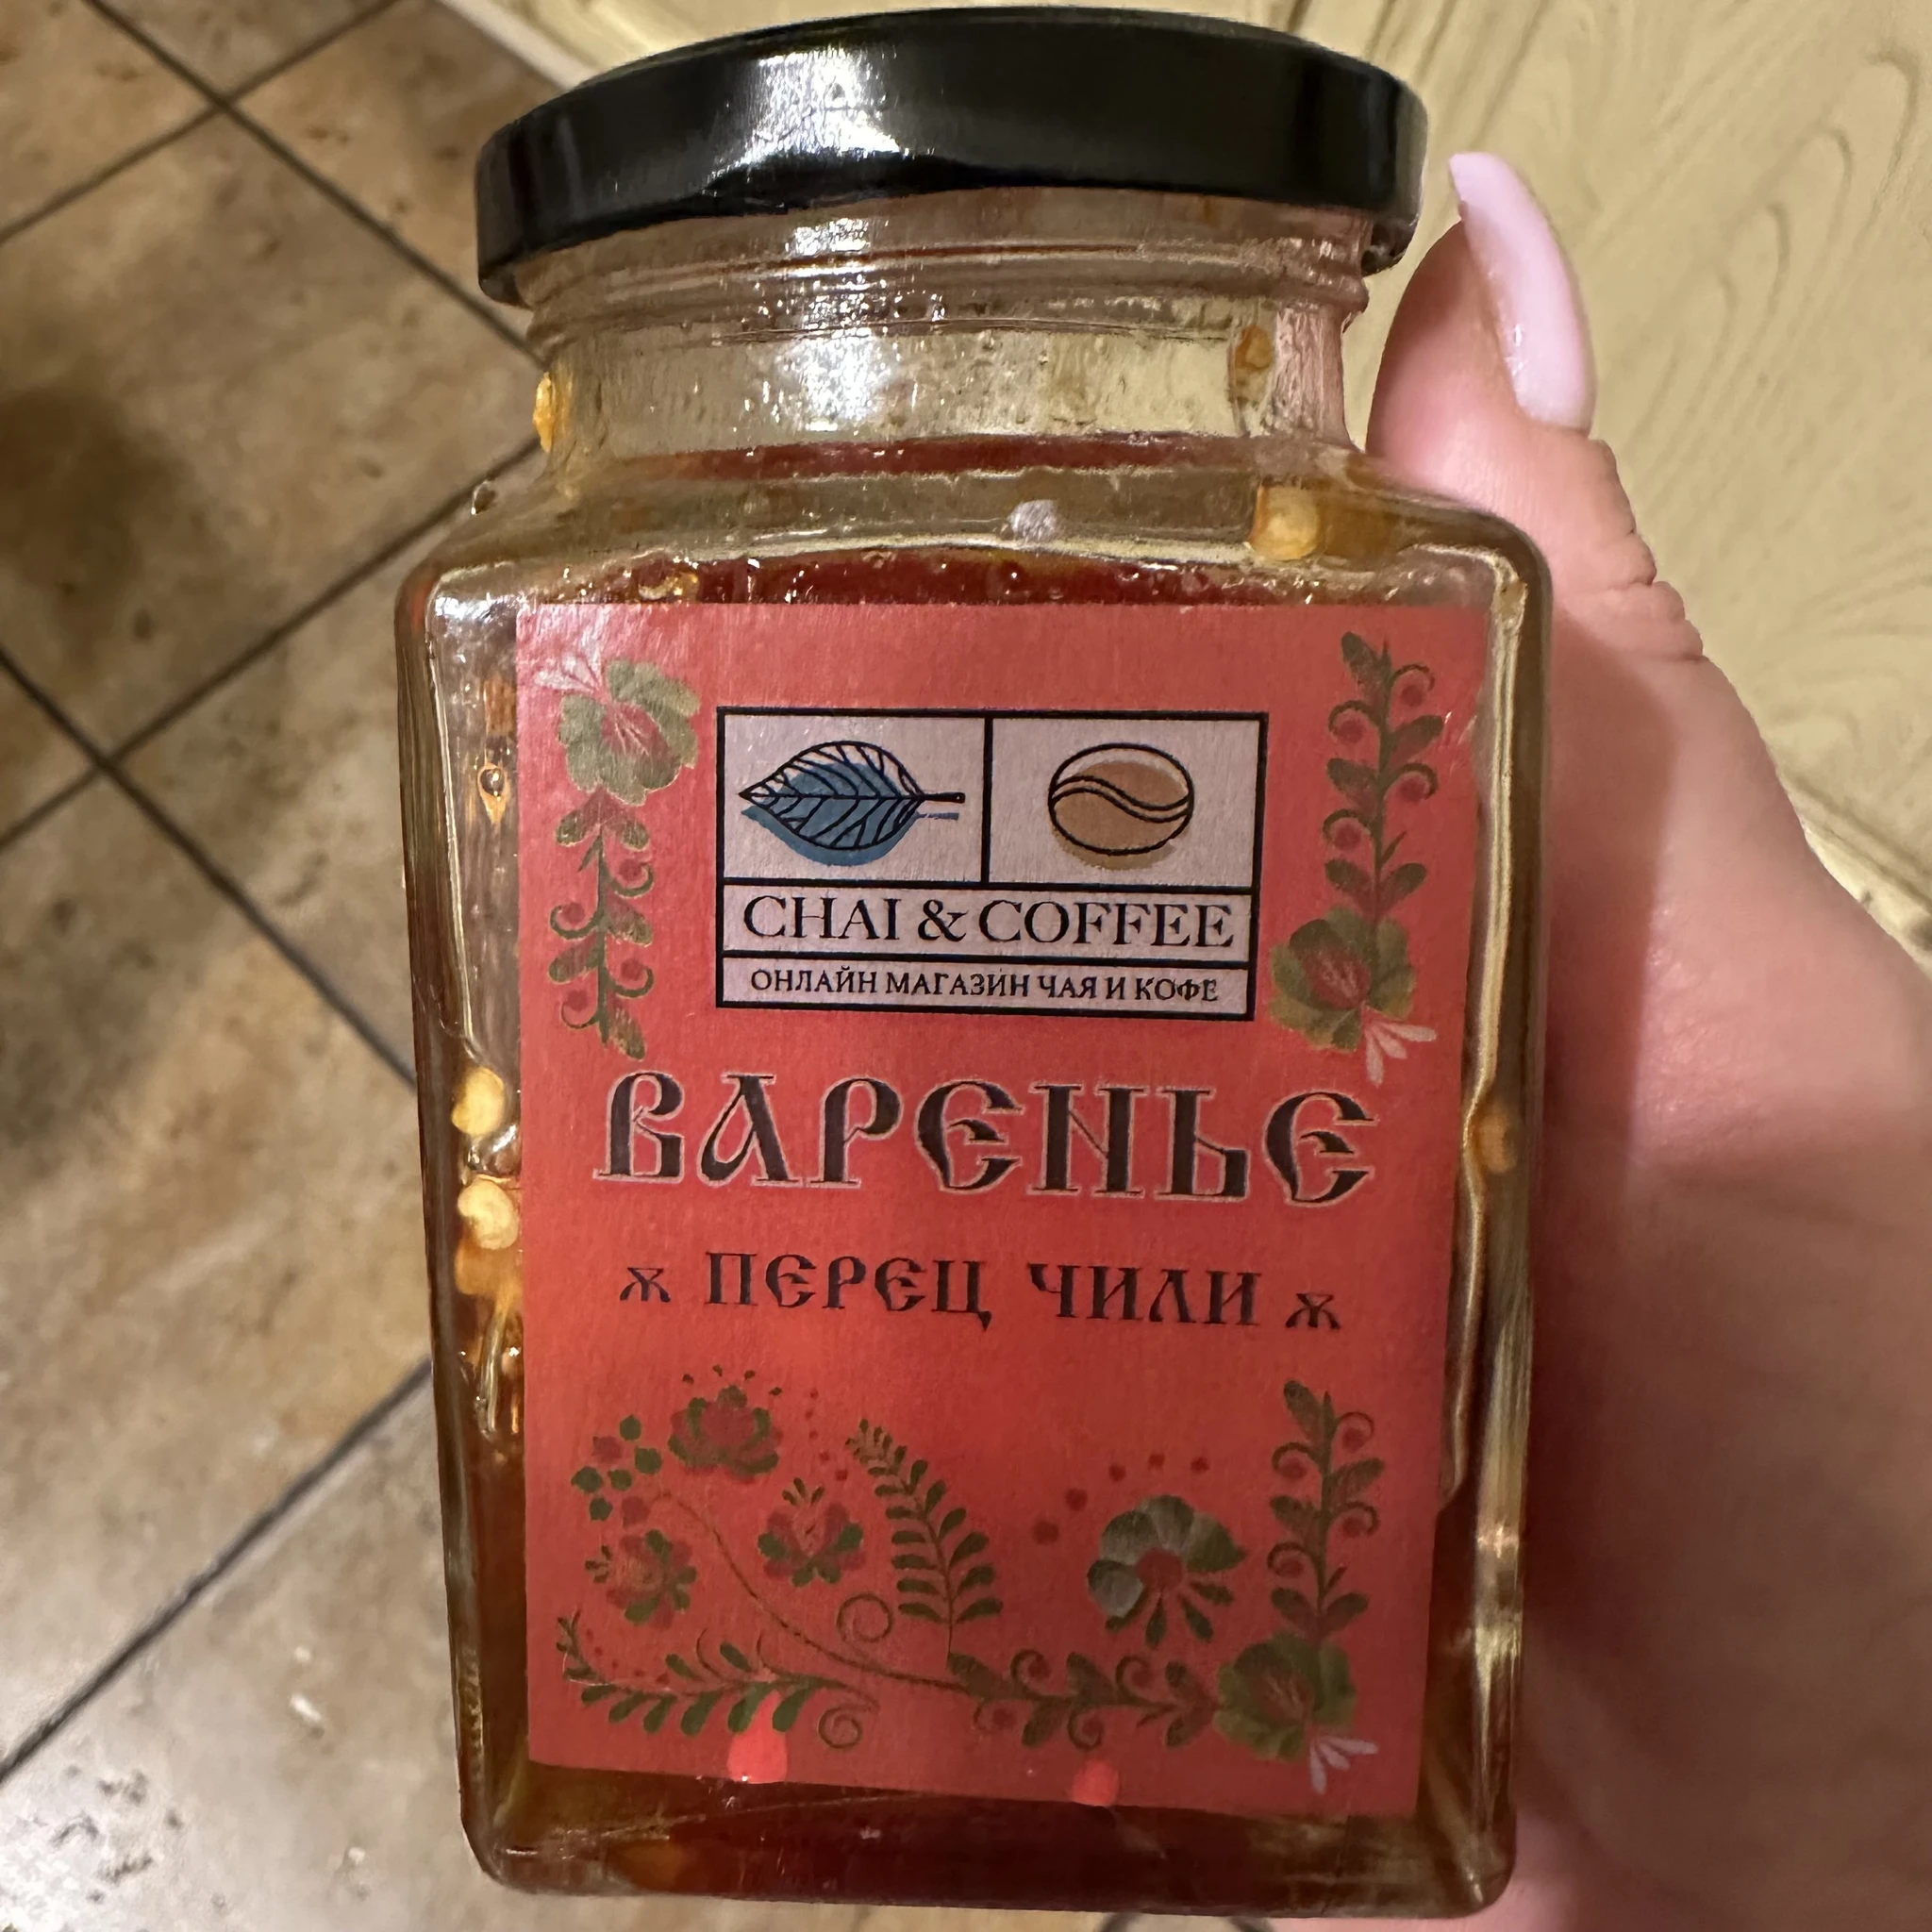 CHAI & COFFEE
ОНЛАЙН МАГАЗИН ЧАЯ И КОФЕ
ВАРЕНЬЕ
ПЕРЕЦ ЧИЛИ